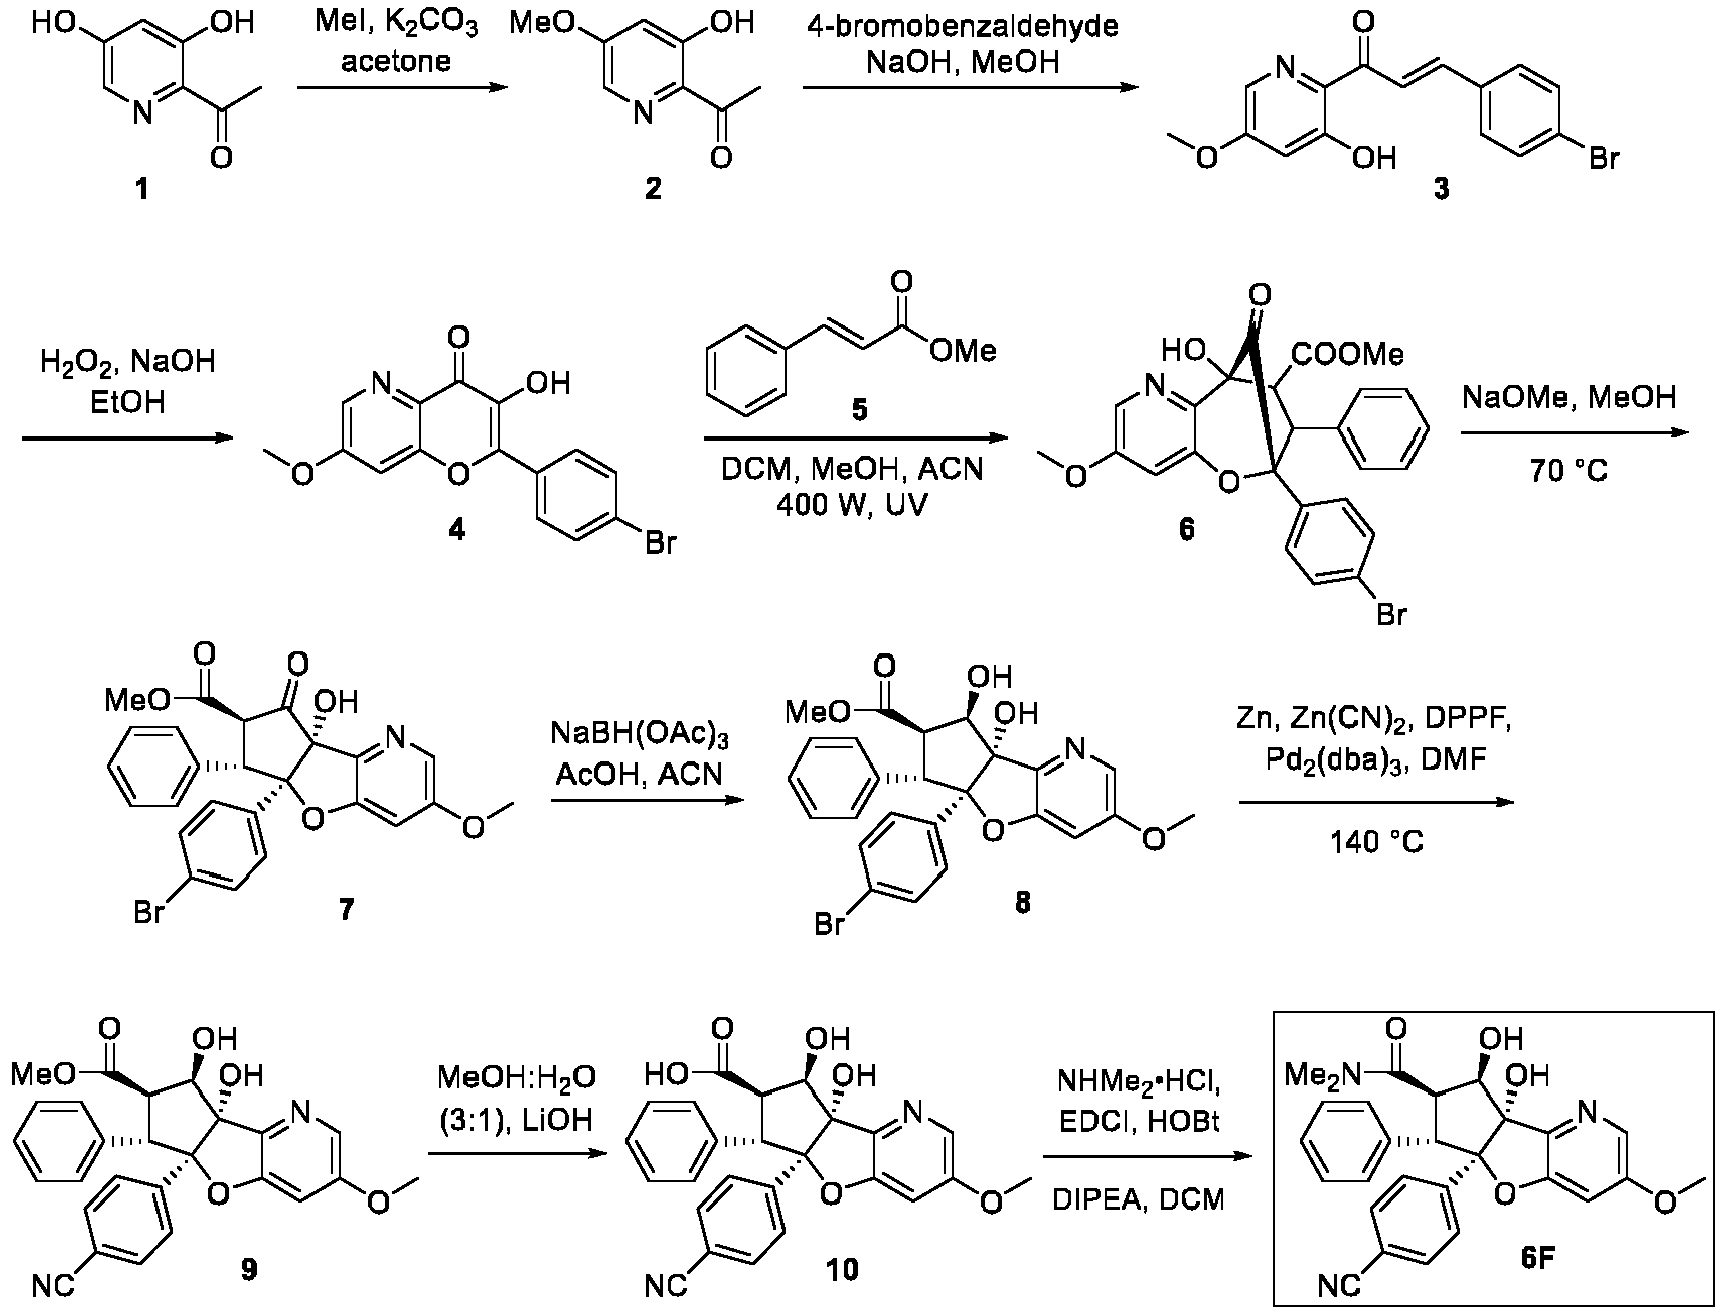 HO OH
N
O
1
MeI, K2CO3
acetone
MeO OH
N
O
2
4-bromobenzaldehyde
NaOH, MeOH
O
N
O
OH
Br
3
H2O2, NaOH
EtOH
O
N
OH
O
O
Br
4
O
OMe
5
DCM, MeOH, ACN
400 W, UV
O
HO
COOMe
N
O
O
Br
6
NaOMe, MeOH
70 °C
O
O
MeO
OH
N
O
O
Br
7
NaBH(OAc)3
AcOH, ACN
O
OH
MeO
OH
N
O
O
Br
8
Zn, Zn(CN)2, DPPF,
Pd2(dba)3, DMF
140 °C
O
OH
MeO
OH
N
O
O
NC
9
MeOH:H2O
(3:1), LiOH
O
OH
HO
OH
N
O
O
NC
10
NHMe2•HCl,
EDCI, HOBt
DIPEA, DCM
O
OH
Me2N
OH
N
O
O
NC
6F